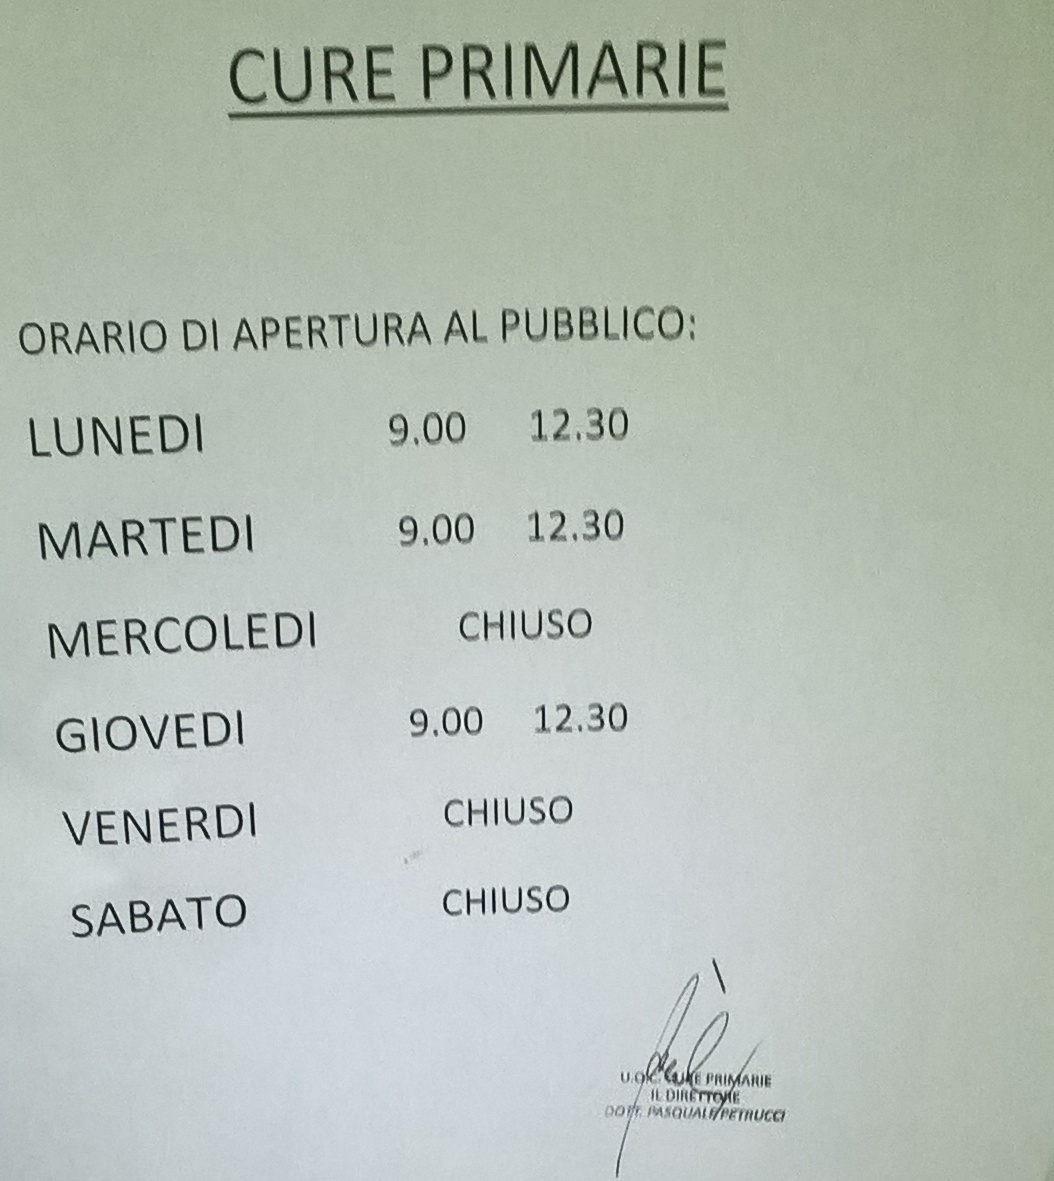 CURE PRIMARIE
ORARIO DI APERTURA AL PUBBLICO:
LUNEDI 9.00 12.30
MARTEDI 9.00 12.30
MERCOLEDI CHIUSO
GIOVEDI 9.00 12.30
VENERDI CHIUSO
SABATO CHIUSO
U.O.C. CURE PRIMARIE
IL DIRETTORE
DOTT. PASQUALE PETRUCCI